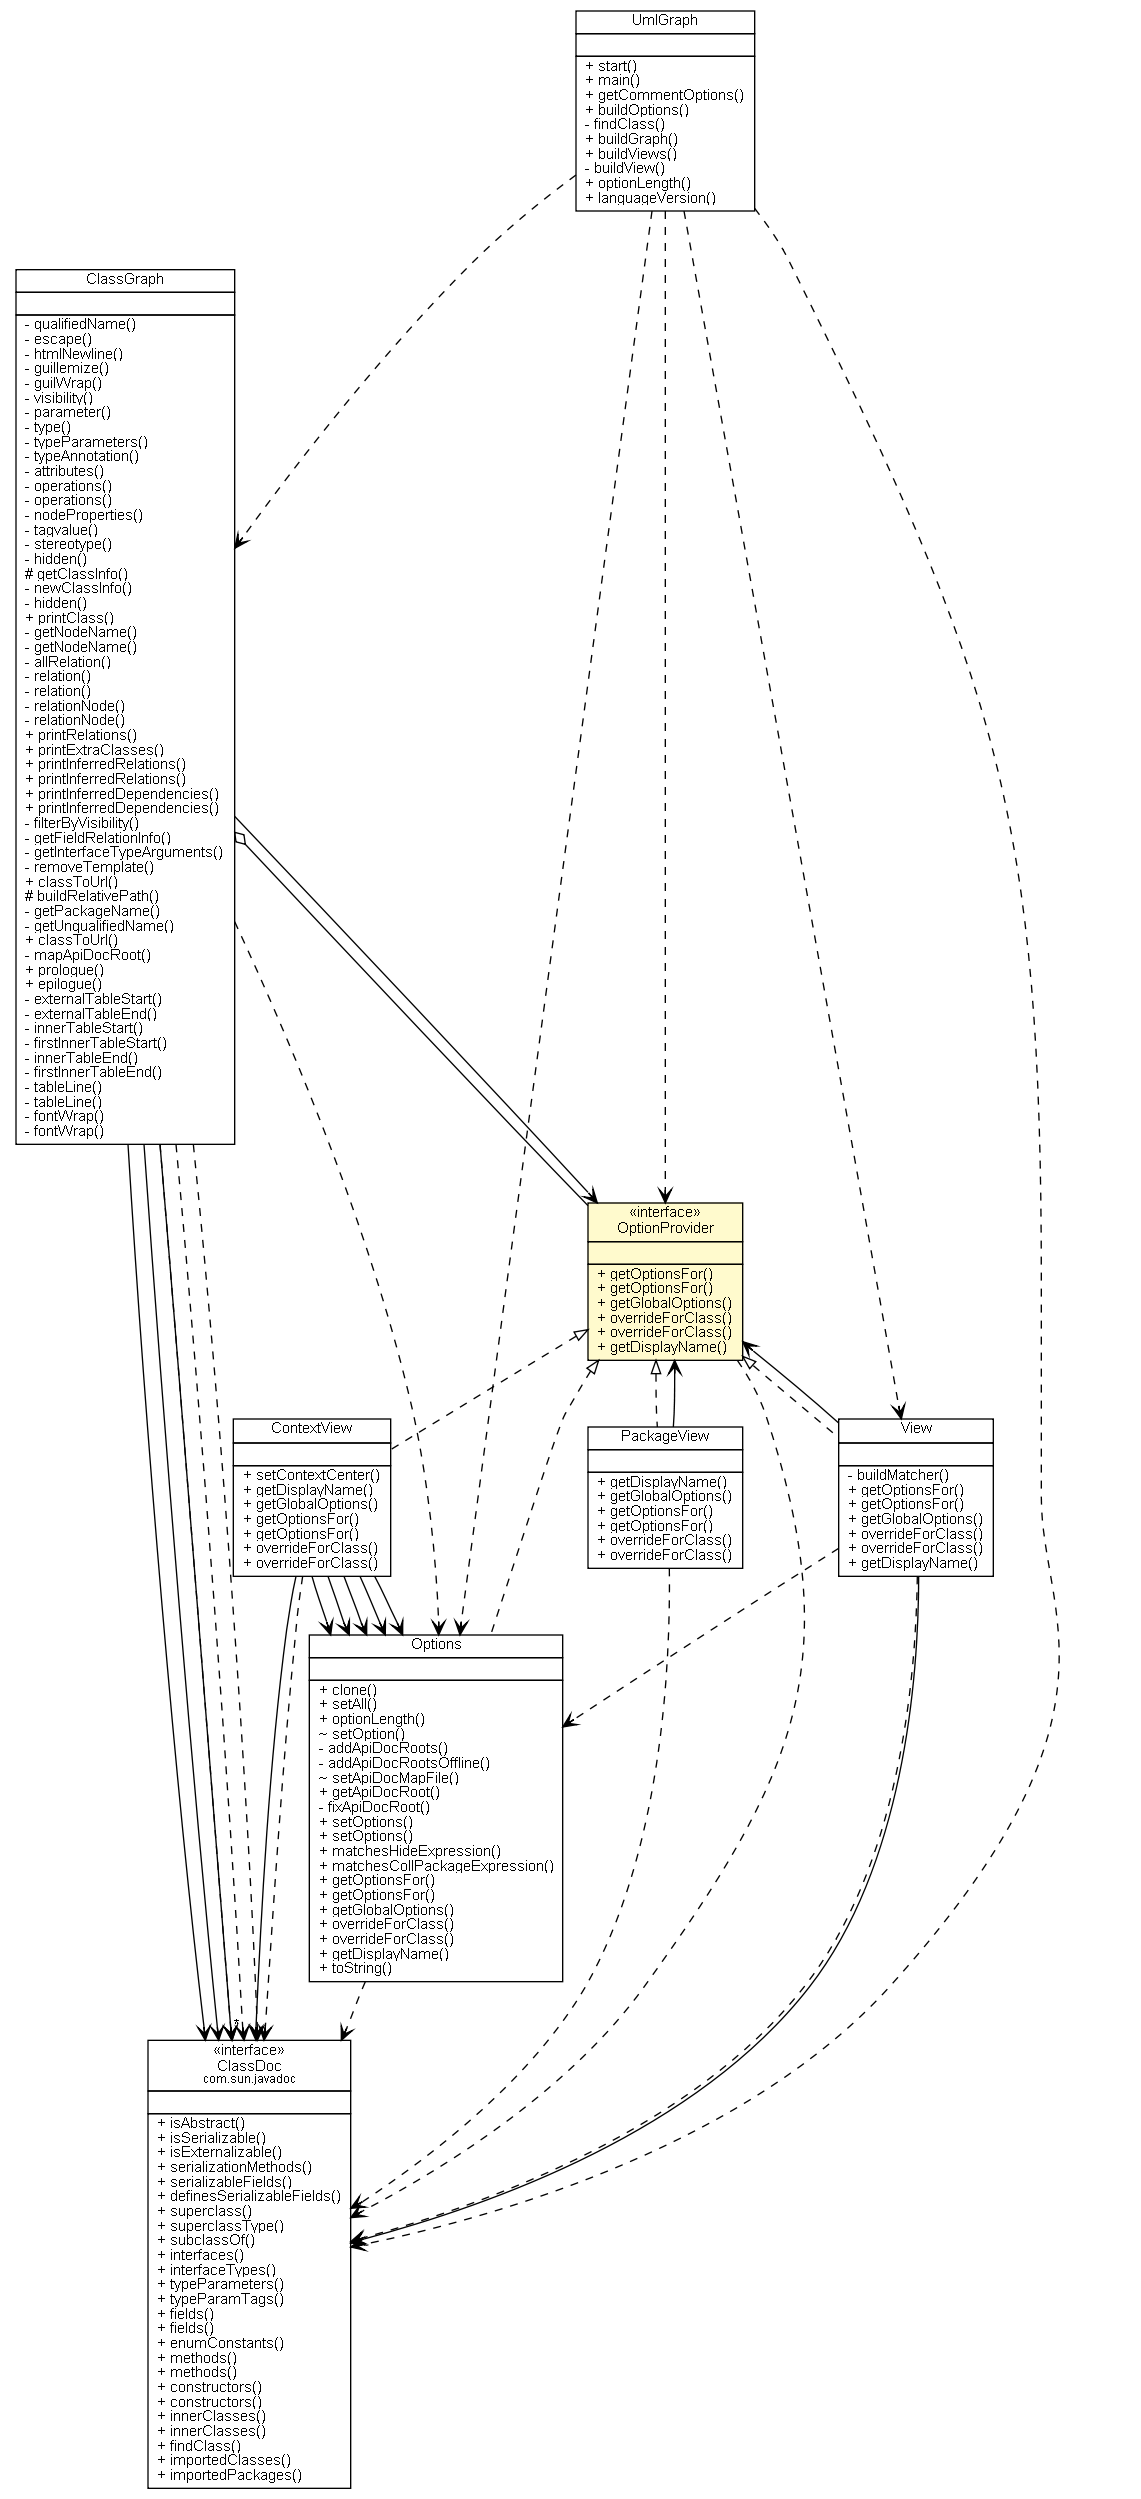 UmlGraph
+ start()
+ main()
+ getCommentOptions()
+ buildOptions()
- findClass()
+ buildGraph()
+ buildViews()
- buildView()
+ optionLength()
+ languageVersion()
ClassGraph
- qualifiedName()
- escape()
- htmlNewline()
- guillemize()
- guilWrap()
- visibility()
- parameter()
- type()
- typeParameters()
- typeAnnotation()
- attributes()
- operations()
- operations()
- nodeProperties()
- tagvalue()
- stereotype()
- hidden()
# getClassInfo()
- newClassInfo()
- hidden()
+ printClass()
- getNodeName()
- getNodeName()
- allRelation()
- relation()
- relation()
- relationNode()
- relationNode()
+ printRelations()
+ printExtraClasses()
+ printInferredRelations()
+ printInferredRelations()
+ printInferredDependencies()
+ printInferredDependencies()
- filterByVisibility()
- getFieldRelationInfo()
- getInterfaceTypeArguments()
- removeTemplate()
+ classToUrl()
# buildRelativePath()
- getPackageName()
- getUnqualifiedName()
+ classToUrl()
- mapApiDocRoot()
+ prologue()
+ epilogue()
- externalTableStart()
- externalTableEnd()
- innerTableStart()
- firstInnerTableStart()
- innerTableEnd()
- firstInnerTableEnd()
- tableLine()
- tableLine()
- fontWrap()
- fontWrap()
«interface»
OptionProvider
+ getOptionsFor()
+ getOptionsFor()
+ getGlobalOptions()
+ overrideForClass()
+ overrideForClass()
+ getDisplayName()
ContextView
+ setContextCenter()
+ getDisplayName()
+ getGlobalOptions()
+ getOptionsFor()
+ getOptionsFor()
+ overrideForClass()
+ overrideForClass()
PackageView
+ getDisplayName()
+ getGlobalOptions()
+ getOptionsFor()
+ getOptionsFor()
+ overrideForClass()
+ overrideForClass()
View
- buildMatcher()
+ getOptionsFor()
+ getOptionsFor()
+ getGlobalOptions()
+ overrideForClass()
+ overrideForClass()
+ getDisplayName()
Options
+ clone()
+ setAll()
+ optionLength()
~ setOption()
- addApiDocRoots()
- addApiDocRootsOffline()
~ setApiDocMapFile()
+ getApiDocRoot()
- fixApiDocRoot()
+ setOptions()
+ setOptions()
+ matchesHideExpression()
+ matchesCollPackageExpression()
+ getOptionsFor()
+ getOptionsFor()
+ getGlobalOptions()
+ overrideForClass()
+ overrideForClass()
+ getDisplayName()
+ toString()
*
«interface»
ClassDoc
com.sun.javadoc
+ isAbstract()
+ isSerializable()
+ isExternalizable()
+ serializationMethods()
+ serializableFields()
+ definesSerializableFields()
+ superclass()
+ superclassType()
+ subclassOf()
+ interfaces()
+ interfaceTypes()
+ typeParameters()
+ typeParamTags()
+ fields()
+ fields()
+ enumConstants()
+ methods()
+ methods()
+ constructors()
+ constructors()
+ innerClasses()
+ innerClasses()
+ findClass()
+ importedClasses()
+ importedPackages()